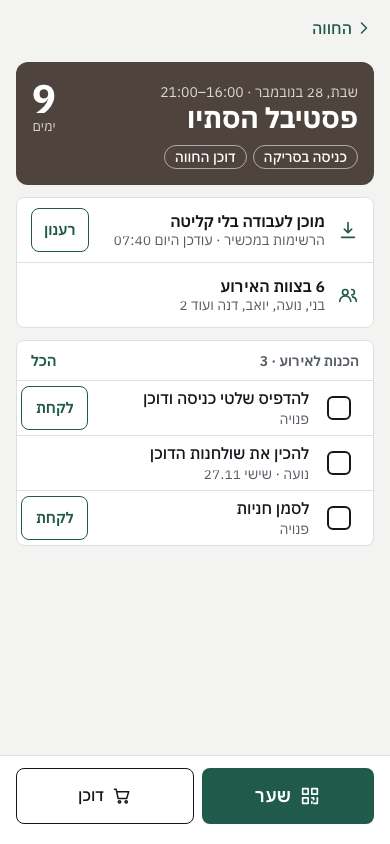 החווה
שבת, 28 בנובמבר · 16:00–21:00
פסטיבל הסתיו
9
ימים
כניסה בסריקה
דוכן החווה
מוכן לעבודה בלי קליטה
הרשימות במכשיר · עודכן היום 07:40
רענון
6 בצוות האירוע
בני, נועה, יואב, דנה ועוד 2
הכנות לאירוע · 3
הכל
להדפיס שלטי כניסה ודוכן
פנויה
לקחת
להכין את שולחנות הדוכן
נועה · שישי 27.11
לסמן חניות
פנויה
לקחת
שער
דוכן